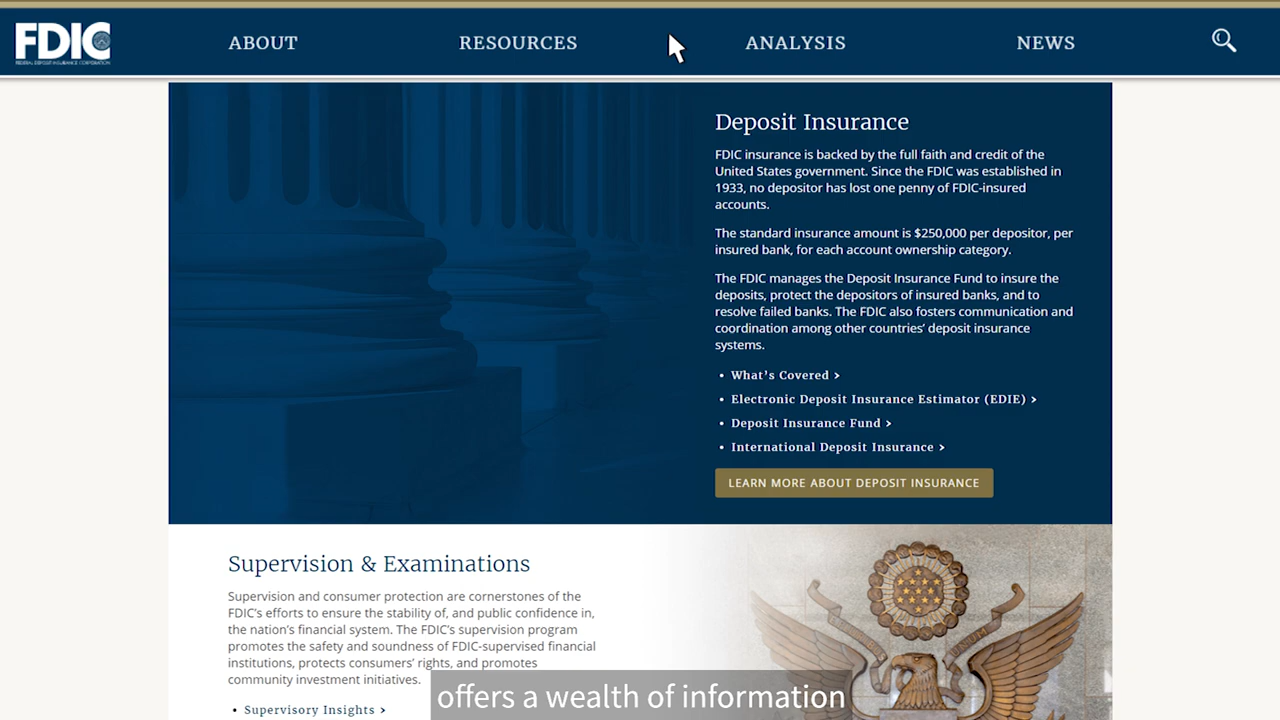 FDIC
FEDERAL DEPOSIT INSURANCE CORPORATION
ABOUT
RESOURCES
ANALYSIS
NEWS
Deposit Insurance
FDIC insurance is backed by the full faith and credit of the
United States government. Since the FDIC was established in
1933, no depositor has lost one penny of FDIC-insured
accounts.
The standard insurance amount is $250,000 per depositor, per
insured bank, for each account ownership category.
The FDIC manages the Deposit Insurance Fund to insure the
deposits, protect the depositors of insured banks, and to
resolve failed banks. The FDIC also fosters communication and
coordination among other countries’ deposit insurance
systems.
• What’s Covered >
• Electronic Deposit Insurance Estimator (EDIE) >
• Deposit Insurance Fund >
• International Deposit Insurance >
LEARN MORE ABOUT DEPOSIT INSURANCE
Supervision & Examinations
Supervision and consumer protection are cornerstones of the
FDIC’s efforts to ensure the stability of, and public confidence in,
the nation’s financial system. The FDIC’s supervision program
promotes the safety and soundness of FDIC-supervised financial
institutions, protects consumers’ rights, and promotes
community investment initiatives.
• Supervisory Insights >
offers a wealth of information